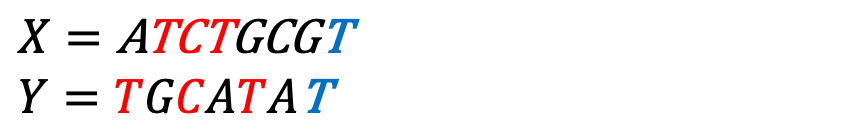 X = ATCTGCGT
Y = TGCATAT